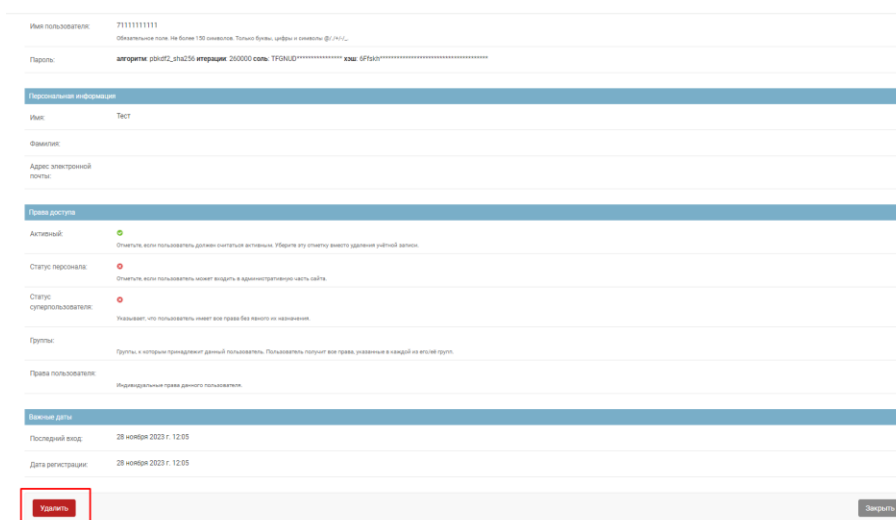 Имя пользователя: 71111111111
Обязательное поле. Не более 150 символов. Только буквы, цифры и символы @/./+/-/_.
Пароль: алгоритм: pbkdf2_sha256 итерации: 260000 соль: TFGNUD**************** хэш: 6Ffskh**************************************
Персональная информация
Имя: Тест
Фамилия:
Адрес электронной
почты:
Права доступа
Активный:
Отметьте, если пользователь должен считаться активным. Уберите эту отметку вместо удаления учётной записи.
Статус персонала:
Отметьте, если пользователь может входить в административную часть сайта.
Статус
суперпользователя:
Указывает, что пользователь имеет все права без явного их назначения.
Группы:
Группы, к которым принадлежит данный пользователь. Пользователь получит все права, указанные в каждой из его/её групп.
Права пользователя:
Индивидуальные права данного пользователя.
Важные даты
Последний вход: 28 ноября 2023 г. 12:05
Дата регистрации: 28 ноября 2023 г. 12:05
Удалить Закрыть